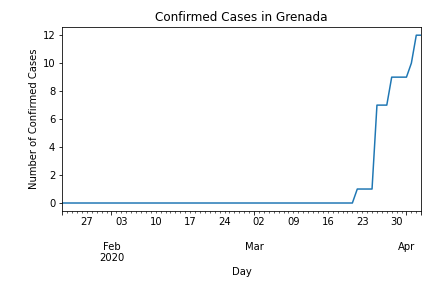 Confirmed Cases in Grenada
Number of Confirmed Cases
12
10
8
6
4
2
0
27 03 10 17 24 02 09 16 23 30
Feb Mar Apr
2020
Day